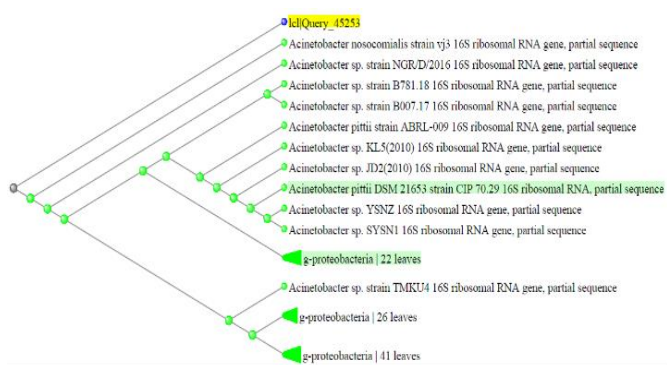 lcl|Query_45253
Acinetobacter nosocomialis strain vj3 16S ribosomal RNA gene, partial sequence
Acinetobacter sp. strain NGR/D/2016 16S ribosomal RNA gene, partial sequence
Acinetobacter sp. strain B781.18 16S ribosomal RNA gene, partial sequence
Acinetobacter sp. strain B007.17 16S ribosomal RNA gene, partial sequence
Acinetobacter pittii strain ABRL-009 16S ribosomal RNA gene, partial sequence
Acinetobacter sp. KL5(2010) 16S ribosomal RNA gene, partial sequence
Acinetobacter sp. JD2(2010) 16S ribosomal RNA gene, partial sequence
Acinetobacter pittii DSM 21653 strain CIP 70.29 16S ribosomal RNA, partial sequence
Acinetobacter sp. YSNZ 16S ribosomal RNA gene, partial sequence
Acinetobacter sp. SYSN1 16S ribosomal RNA gene, partial sequence
g-proteobacteria | 22 leaves
Acinetobacter sp. strain TMKU4 16S ribosomal RNA gene, partial sequence
g-proteobacteria | 26 leaves
g-proteobacteria | 41 leaves